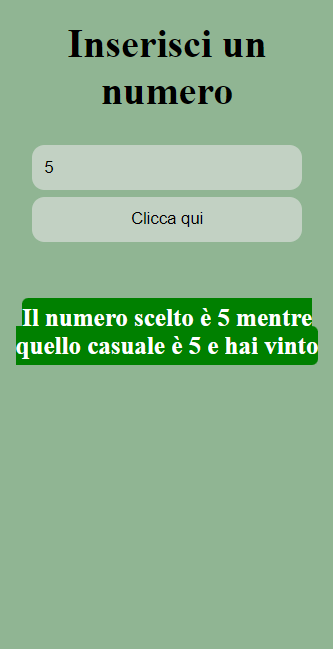 Inserisci un
numero
5
Clicca qui
Il numero scelto è 5 mentre
quello casuale è 5 e hai vinto